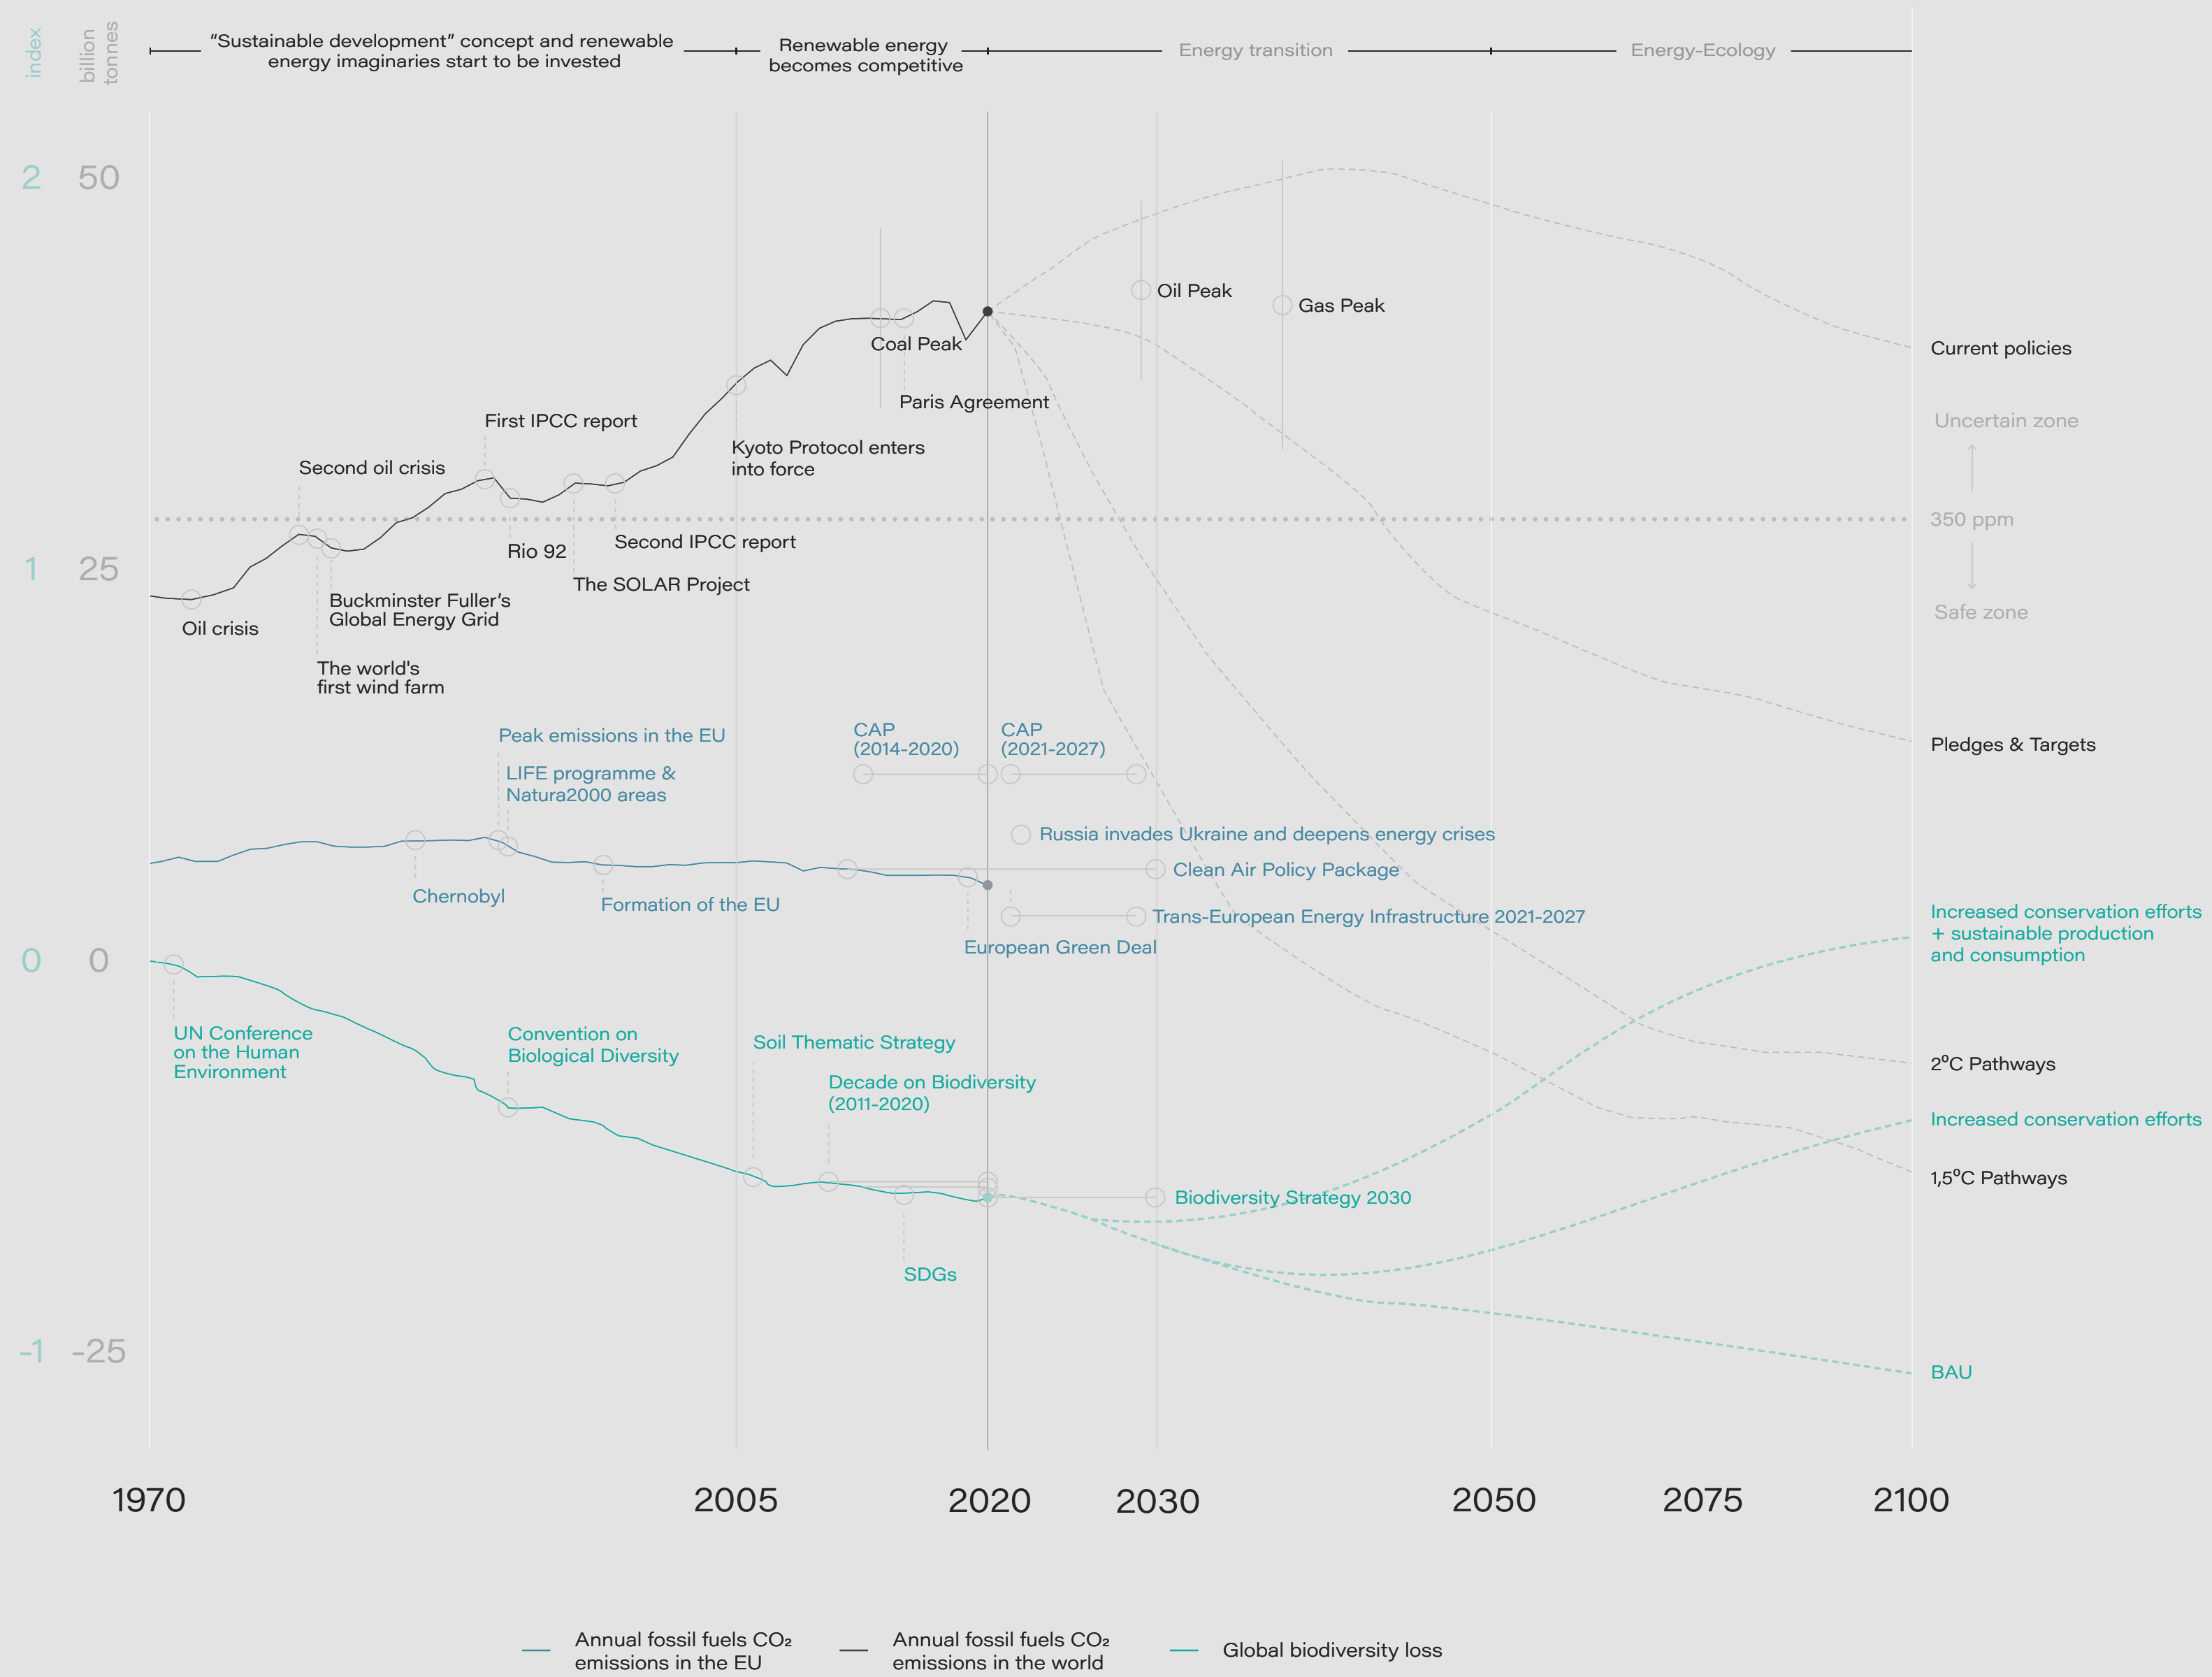 index
billion
tonnes
“Sustainable development” concept and renewable
energy imaginaries start to be invested
Renewable energy
becomes competitive
Energy transition
Energy-Ecology
2
50
Oil Peak
Gas Peak
Coal Peak
Current policies
Paris Agreement
First IPCC report
Uncertain zone
Kyoto Protocol enters
into force
Second oil crisis
350 ppm
Second IPCC report
Rio 92
1
25
The SOLAR Project
Buckminster Fuller’s
Global Energy Grid
Safe zone
Oil crisis
The world's
first wind farm
Peak emissions in the EU
CAP
(2014-2020)
CAP
(2021-2027)
Pledges & Targets
LIFE programme &
Natura2000 areas
Russia invades Ukraine and deepens energy crises
Clean Air Policy Package
Chernobyl
Formation of the EU
Trans-European Energy Infrastructure 2021-2027
Increased conservation efforts
+ sustainable production
and consumption
European Green Deal
0
0
UN Conference
on the Human
Environment
Convention on
Biological Diversity
Soil Thematic Strategy
2ºC Pathways
Decade on Biodiversity
(2011-2020)
Increased conservation efforts
1,5ºC Pathways
Biodiversity Strategy 2030
SDGs
-1
-25
BAU
1970
2005
2020
2030
2050
2075
2100
Annual fossil fuels CO₂
emissions in the EU
Annual fossil fuels CO₂
emissions in the world
Global biodiversity loss